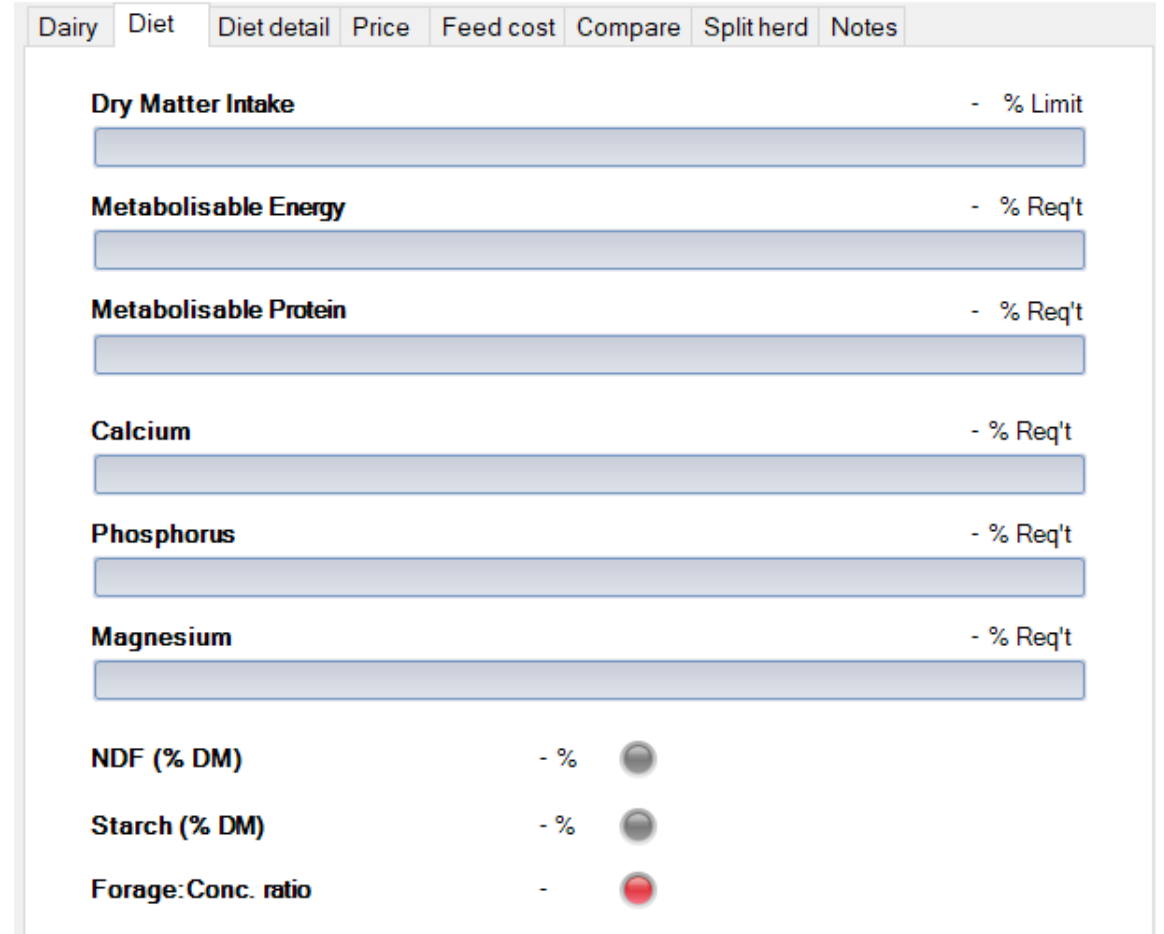 Dairy Diet Diet detail Price Feed cost Compare Split herd Notes
Dry Matter Intake - % Limit
Metabolisable Energy - % Req't
Metabolisable Protein - % Req't
Calcium - % Req't
Phosphorus - % Req't
Magnesium - % Req't
NDF (% DM) - %
Starch (% DM) - %
Forage:Conc. ratio -